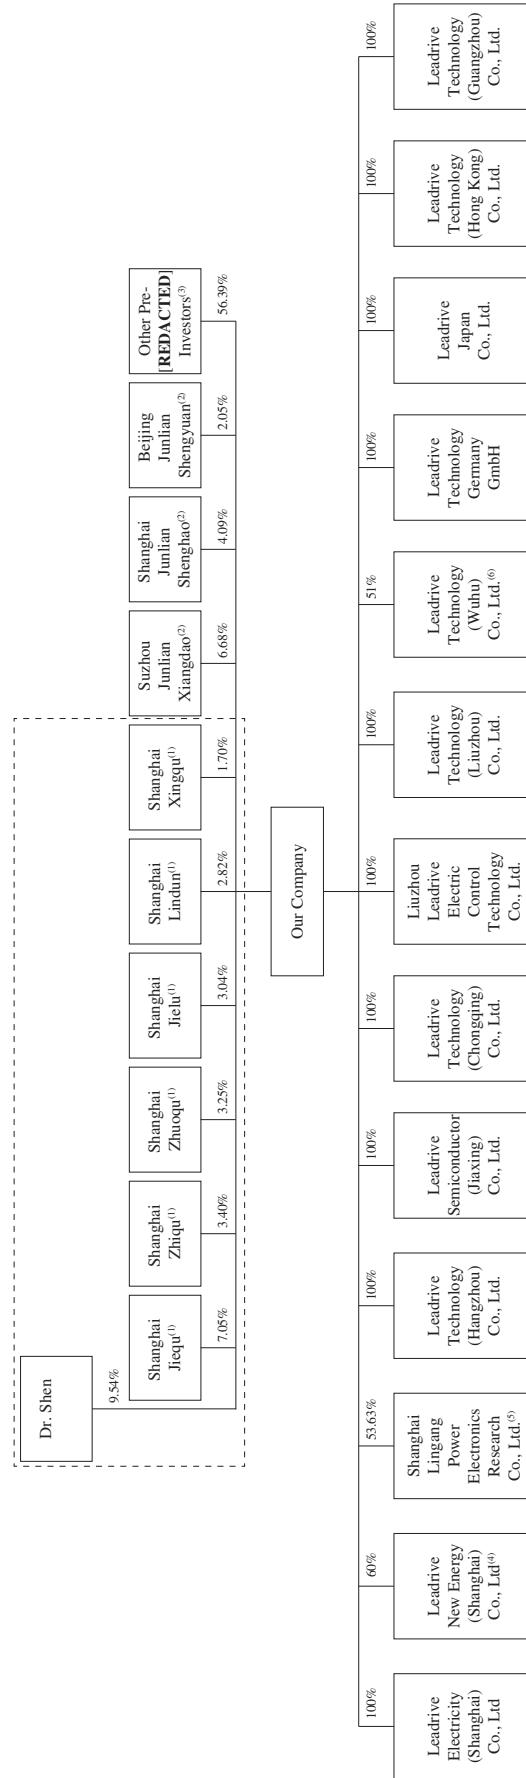 Dr. Shen
9.54%
Shanghai
Jiequ(1)
7.05%
Shanghai
Zhiqu(1)
3.40%
Shanghai
Zhuoqu(1)
3.25%
Shanghai
Jielu(1)
3.04%
Shanghai
Lindun(1)
2.82%
Shanghai
Xingqu(1)
1.70%
Suzhou
Junlian
Xiangdao(2)
6.68%
Shanghai
Junlian
Shenghao(2)
4.09%
Beijing
Junlian
Shengyuan(2)
2.05%
Other Pre-
[REDACTED]
Investors(3)
56.39%
Our Company
100%
Leadrive
Electricity
(Shanghai)
Co., Ltd
60%
Leadrive
New Energy
(Shanghai)
Co., Ltd(4)
53.63%
Shanghai
Lingang
Power
Electronics
Research
Co., Ltd.(5)
100%
Leadrive
Technology
(Hangzhou)
Co., Ltd.
100%
Leadrive
Semiconductor
(Jiaxing)
Co., Ltd.
100%
Leadrive
Technology
(Chongqing)
Co., Ltd.
100%
Liuzhou
Leadrive
Electric
Control
Technology
Co., Ltd.
100%
Leadrive
Technology
(Liuzhou)
Co., Ltd.
51%
Leadrive
Technology
(Wuhu)
Co., Ltd.(6)
100%
Leadrive
Technology
Germany
GmbH
100%
Leadrive
Japan
Co., Ltd.
100%
Leadrive
Technology
(Hong Kong)
Co., Ltd.
100%
Leadrive
Technology
(Guangzhou)
Co., Ltd.